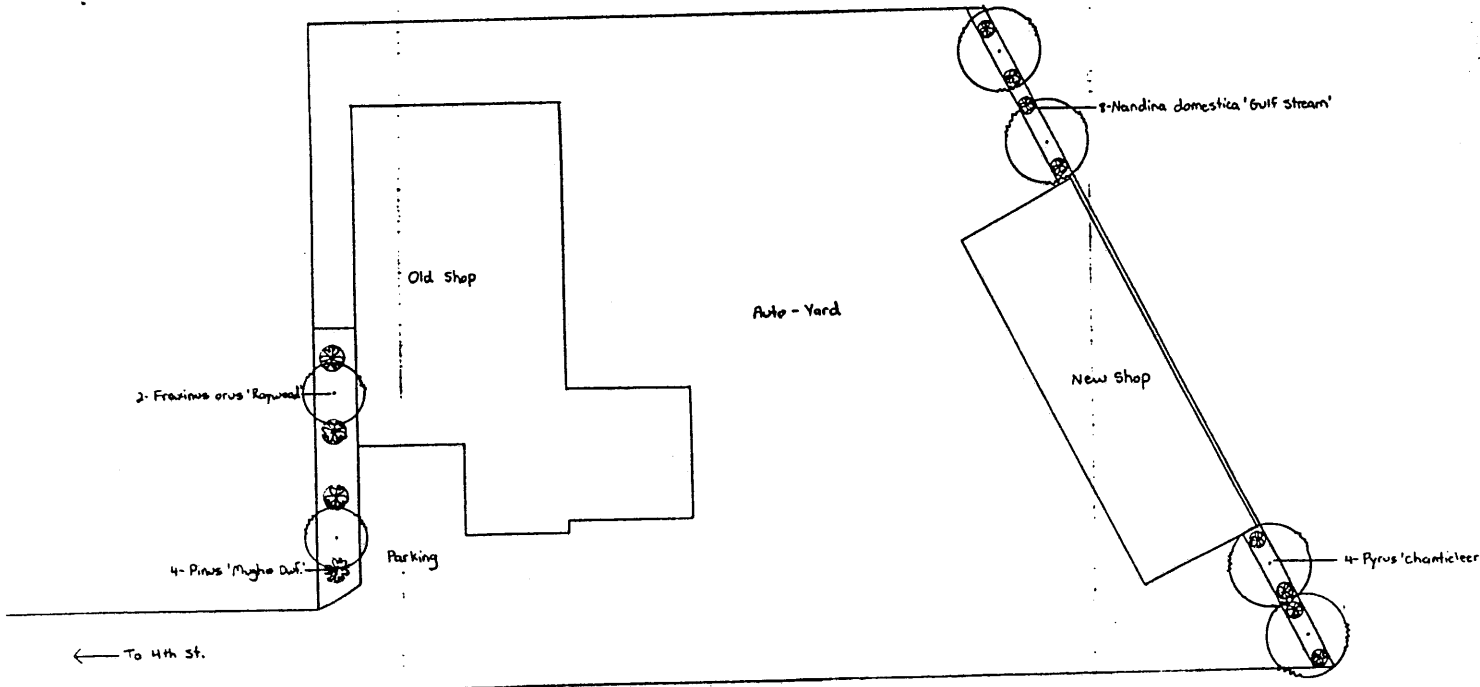 8-Nandina domestica 'Gulf Stream'
Old Shop
Auto-Yard
New Shop
2- Fraxinus orus 'Raywood'
Parking
4- Pinus 'Mugho Dwf.'
4-Pyrus 'chanticleer
← To 4th St.